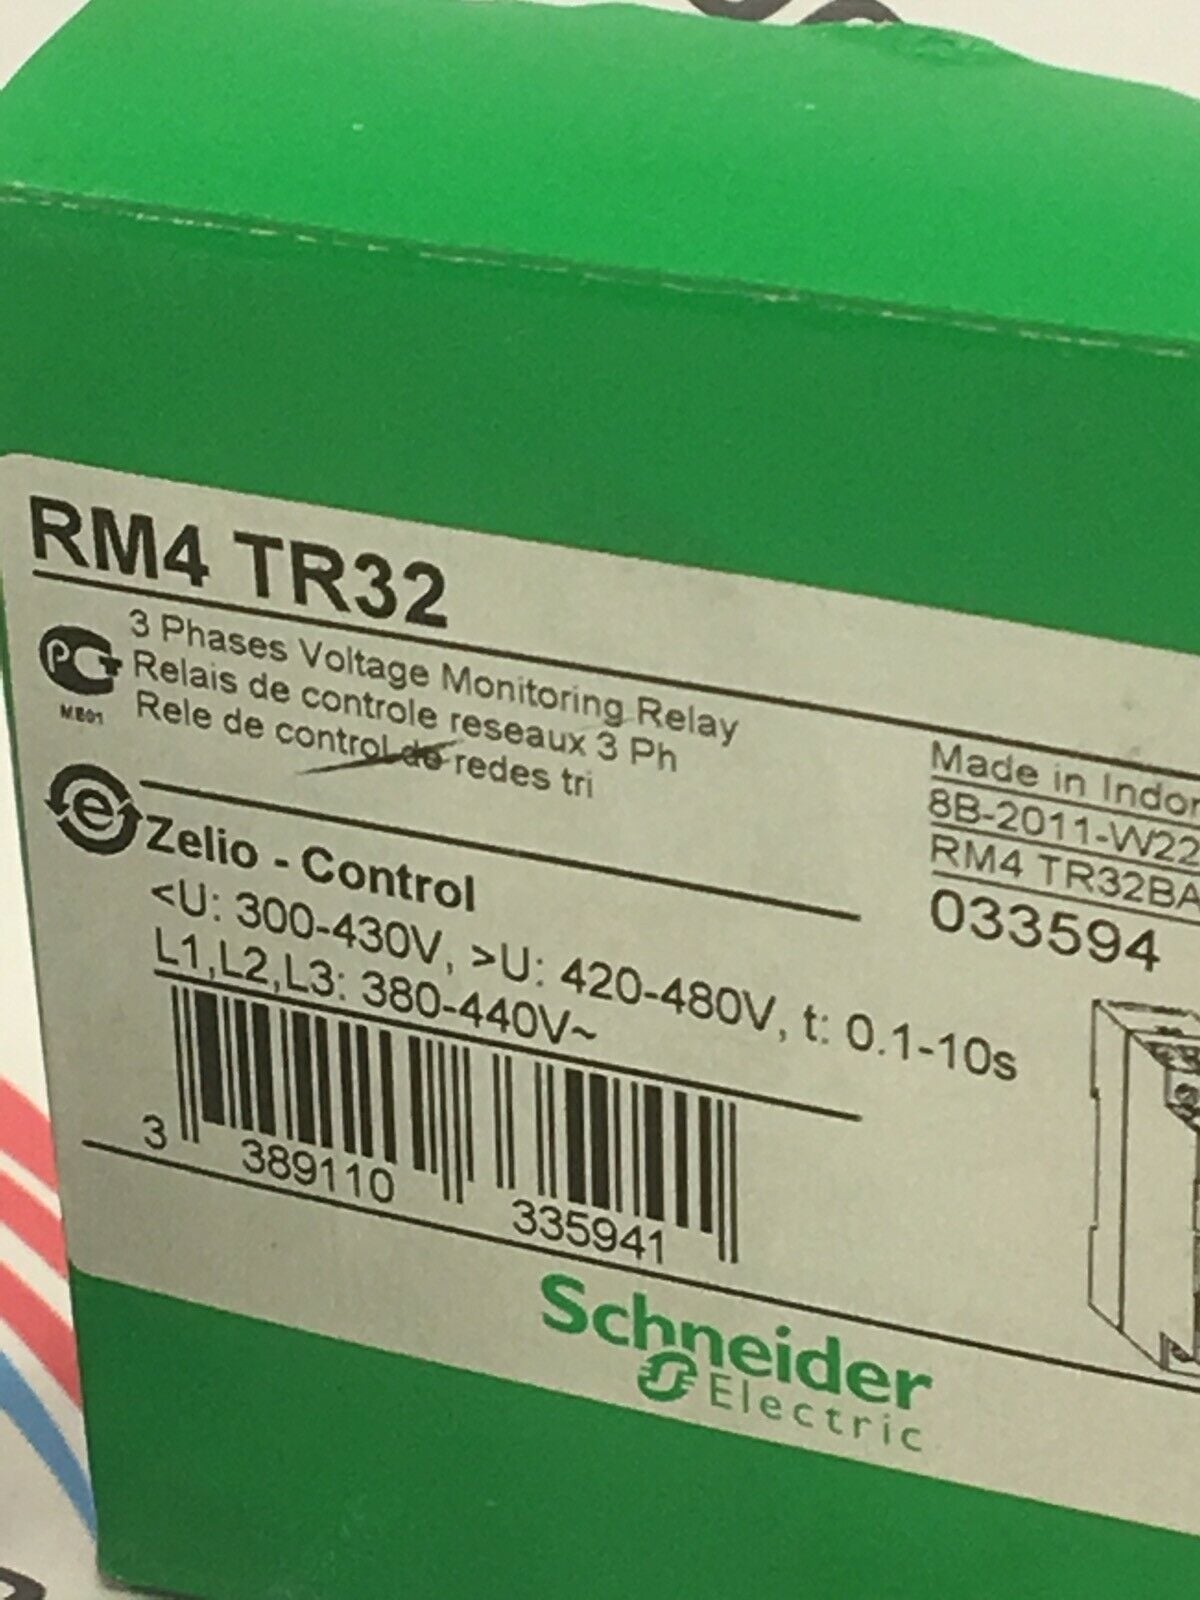 RM4 TR32
3 Phases Voltage Monitoring Relay
Relais de controle reseaux 3 Ph
Rele de control de redes tri
ME01
Zelio - Control
<U: 300-430V, >U: 420-480V, t: 0.1-10s
L1,L2,L3: 380-440V~
3 389110 335941
Made in Indor
8B-2011-W22
RM4 TR32BA
033594
Schneider
Electric